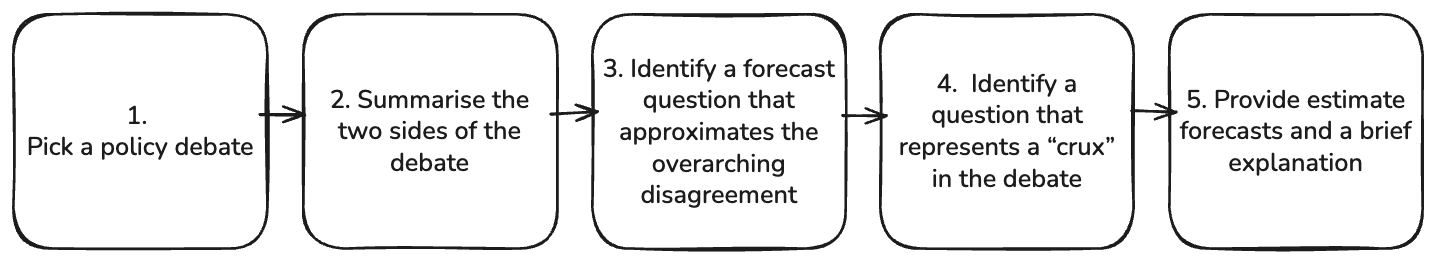 1.
Pick a policy debate
2. Summarise the
two sides of the
debate
3. Identify a forecast
question that
approximates the
overarching
disagreement
4. Identify a
question that
represents a “crux”
in the debate
5. Provide estimate
forecasts and a brief
explanation